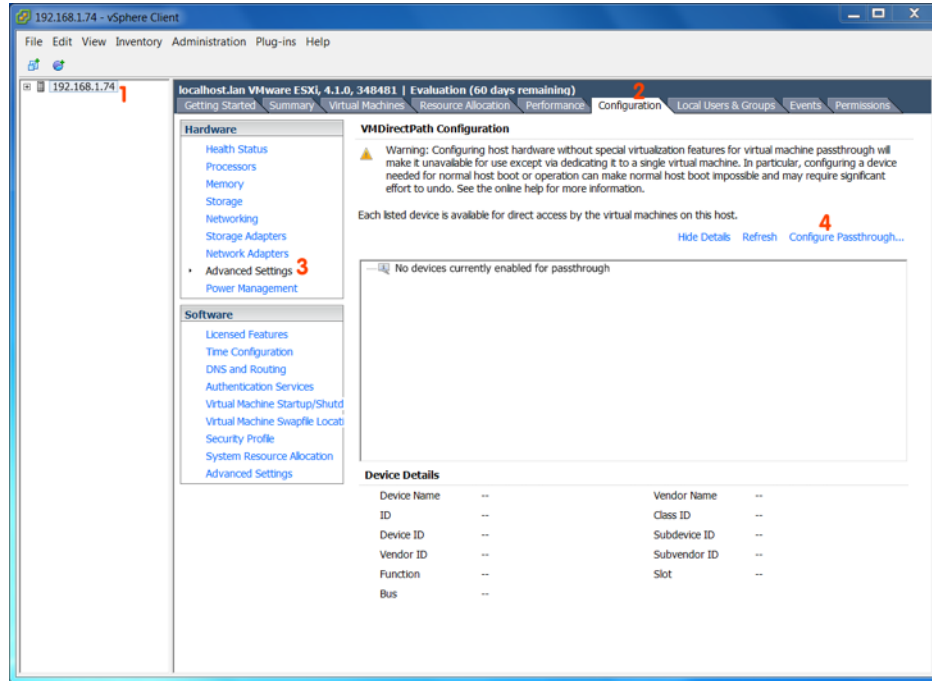 192.168.1.74 - vSphere Client
File Edit View Inventory Administration Plug-ins Help
192.168.1.74 1
localhost.lan VMware ESXi, 4.1.0, 348481 | Evaluation (60 days remaining)
2
Getting Started Summary Virtual Machines Resource Allocation Performance Configuration Local Users & Groups Events Permissions
Hardware
Health Status
Processors
Memory
Storage
Networking
Storage Adapters
Network Adapters
Advanced Settings 3
Power Management
Software
Licensed Features
Time Configuration
DNS and Routing
Authentication Services
Virtual Machine Startup/Shutd
Virtual Machine Swapfile Locati
Security Profile
System Resource Allocation
Advanced Settings
VMDirectPath Configuration
Warning: Configuring host hardware without special virtualization features for virtual machine passthrough will
make it unavailable for use except via dedicating it to a single virtual machine. In particular, configuring a device
needed for normal host boot or operation can make normal host boot impossible and may require significant
effort to undo. See the online help for more information.
Each listed device is available for direct access by the virtual machines on this host.
4
Hide Details Refresh Configure Passthrough...
No devices currently enabled for passthrough
Device Details
Device Name -- Vendor Name --
ID -- Class ID --
Device ID -- Subdevice ID --
Vendor ID -- Subvendor ID --
Function -- Slot --
Bus --